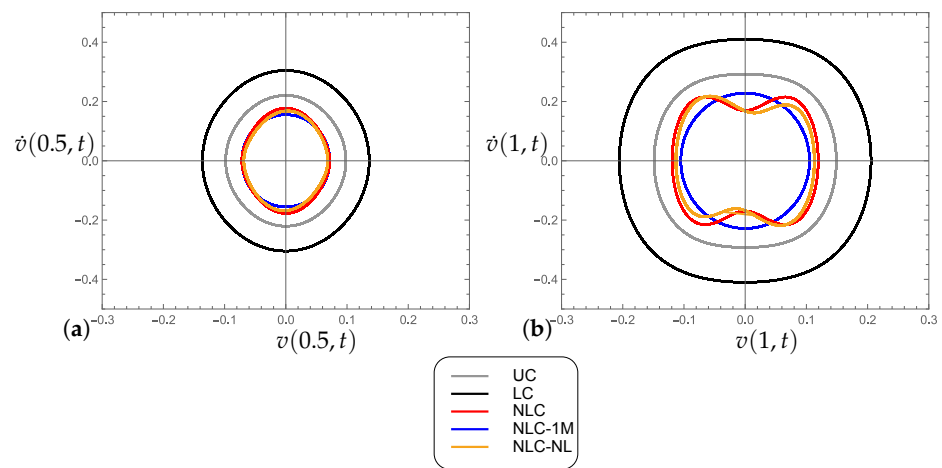 0.4
0.2
0.0
−0.2
−0.4
v̇(0.5, t)
−0.3 −0.2 −0.1 0.0 0.1 0.2 0.3
(a)
v(0.5, t)
0.4
0.2
0.0
−0.2
−0.4
v̇(1, t)
−0.3 −0.2 −0.1 0.0 0.1 0.2 0.3
(b)
v(1, t)
UC
LC
NLC
NLC-1M
NLC-NL